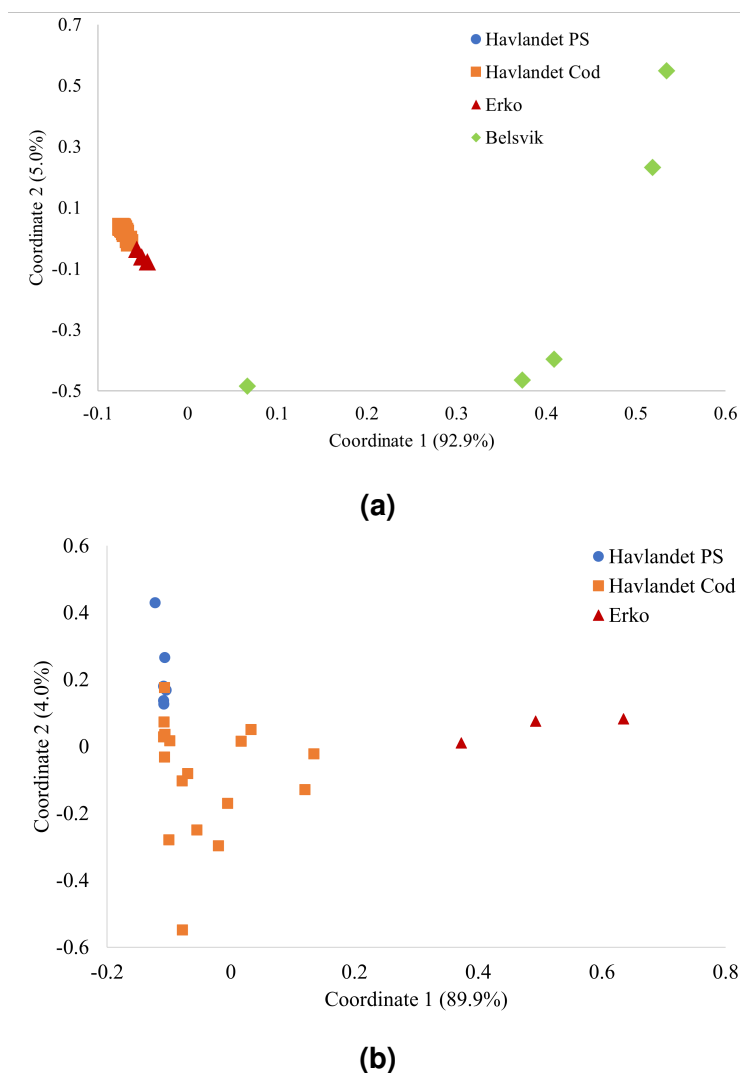 0.7
0.5
0.3
0.1
-0.1
-0.3
-0.5
Coordinate 2 (5.0%)
Havlandet PS
Havlandet Cod
Erko
Belsvik
-0.1 0 0.1 0.2 0.3 0.4 0.5 0.6
Coordinate 1 (92.9%)
(a)
0.6
0.4
0.2
0
-0.2
-0.4
-0.6
Coordinate 2 (4.0%)
Havlandet PS
Havlandet Cod
Erko
-0.2 0 0.2 0.4 0.6 0.8
Coordinate 1 (89.9%)
(b)